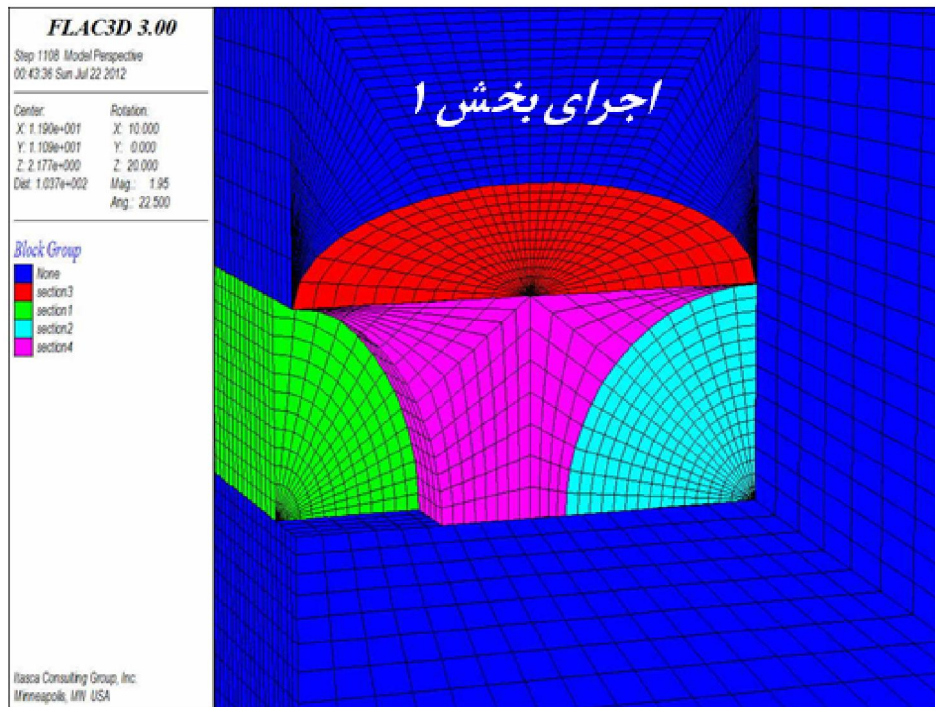 FLAC3D 3.00
Step 1108 Model Perspective
00:43:36 Sun Jul 22 2012
Center:
X: 1.190e+001
Y: 1.109e+001
Z: 2.177e+000
Dist: 1.037e+002
Rotation:
X: 10.000
Y: 0.000
Z: 20.000
Mag.: 1.95
Ang.: 22.500
Block Group
None
section3
section1
section2
section4
اجرای بخش ۱
Itasca Consulting Group, Inc.
Minneapolis, MN USA